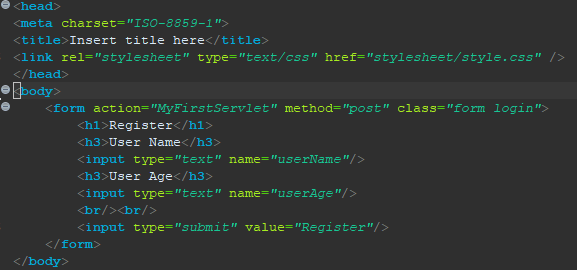 <head>
<meta charset="ISO-8859-1">
<title>Insert title here</title>
<link rel="stylesheet" type="text/css" href="stylesheet/style.css" />
</head>
<body>
<form action="MyFirstServlet" method="post" class="form login">
<h1>Register</h1>
<h3>User Name</h3>
<input type="text" name="userName"/>
<h3>User Age</h3>
<input type="text" name="userAge"/>
<br/><br/>
<input type="submit" value="Register"/>
</form>
</body>